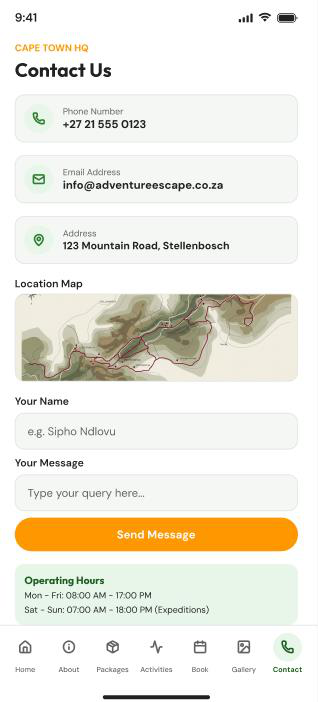 9:41
CAPE TOWN HQ
Contact Us
Phone Number
+27 21 555 0123
Email Address
info@adventureescape.co.za
Address
123 Mountain Road, Stellenbosch
Location Map
Your Name
e.g. Sipho Ndlovu
Your Message
Type your query here...
Send Message
Operating Hours
Mon - Fri: 08:00 AM - 17:00 PM
Sat - Sun: 07:00 AM - 18:00 PM (Expeditions)
Home About Packages Activities Book Gallery Contact